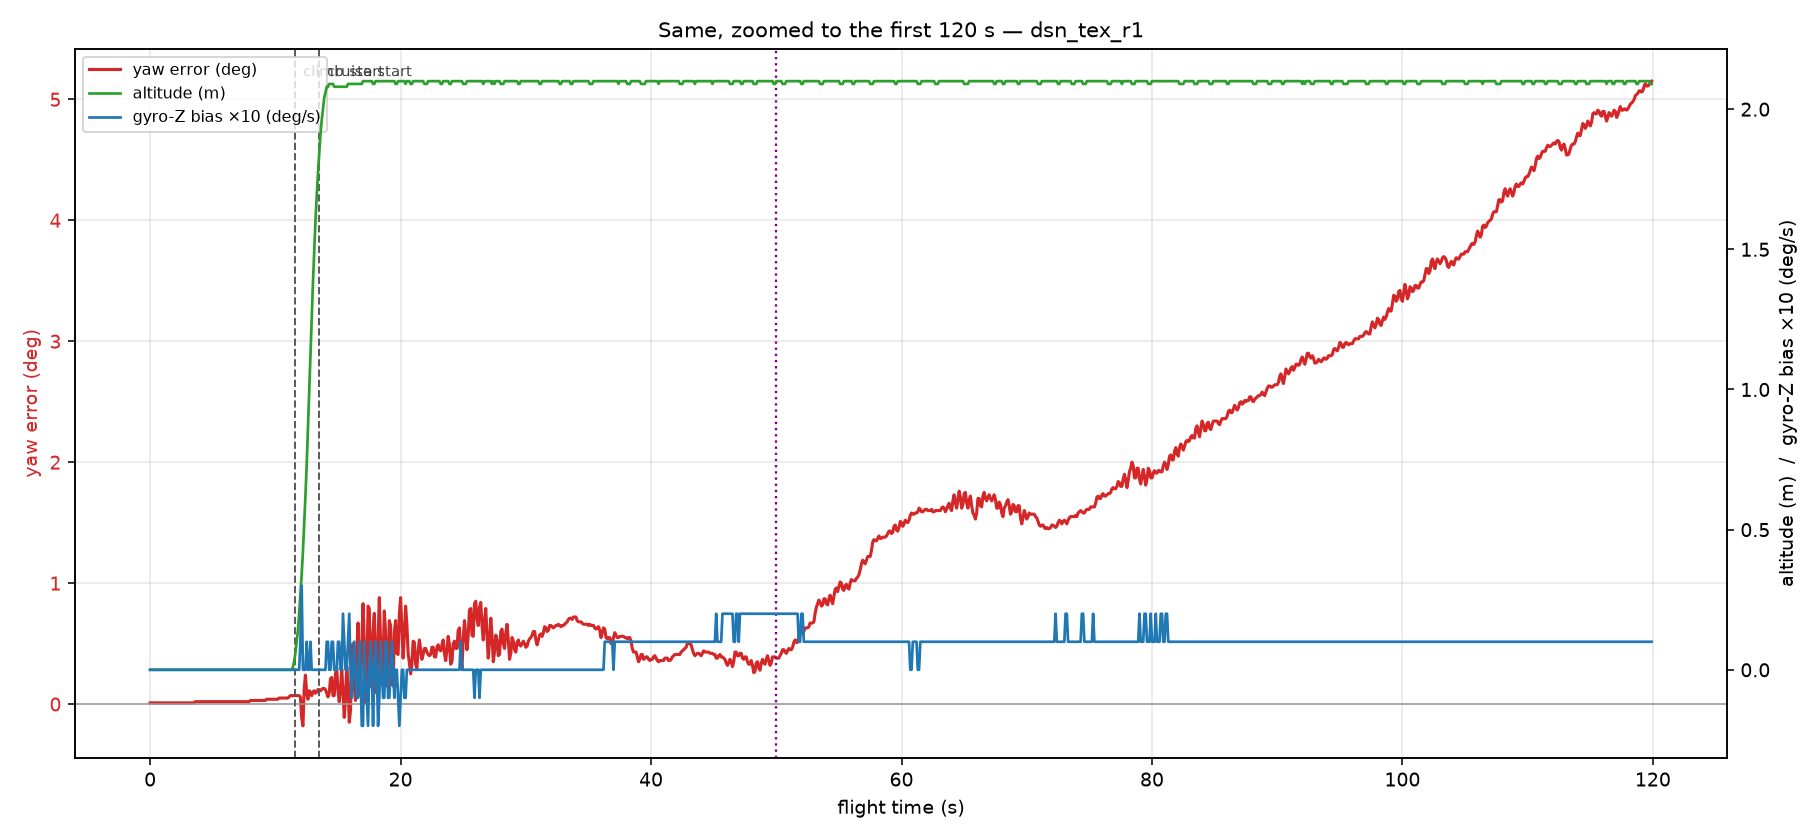 Same, zoomed to the first 120 s — dsn_tex_r1
yaw error (deg)
altitude (m)
gyro-Z bias ×10 (deg/s)
cruise start
yaw error (deg)
5
4
3
2
1
0
2.0
1.5
1.0
0.5
0.0
altitude (m) / gyro-Z bias ×10 (deg/s)
0
20
40
60
80
100
120
flight time (s)